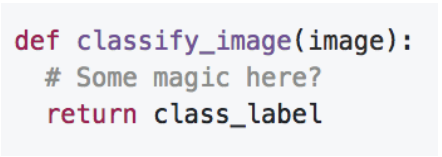 def classify_image(image):
  # Some magic here?
  return class_label